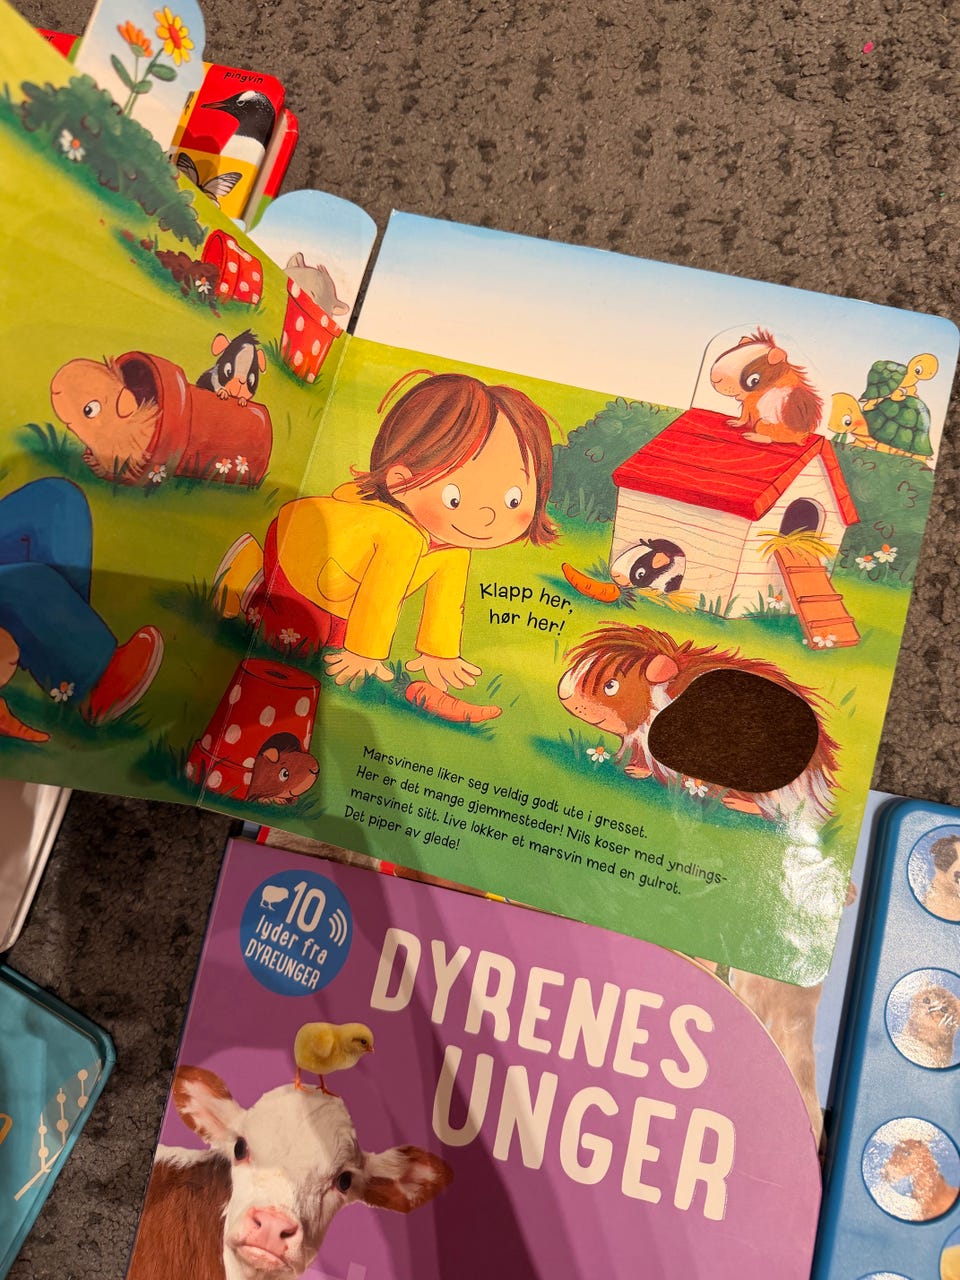 pingvin
Klapp her,
hør her!
Marsvinene liker seg veldig godt ute i gresset.
Her er det mange gjemmesteder! Nils koser med yndlings-
marsvinet sitt. Live lokker et marsvin med en gulrot.
Det piper av glede!
10
lyder fra
DYREUNGER
DYRENES
UNGER